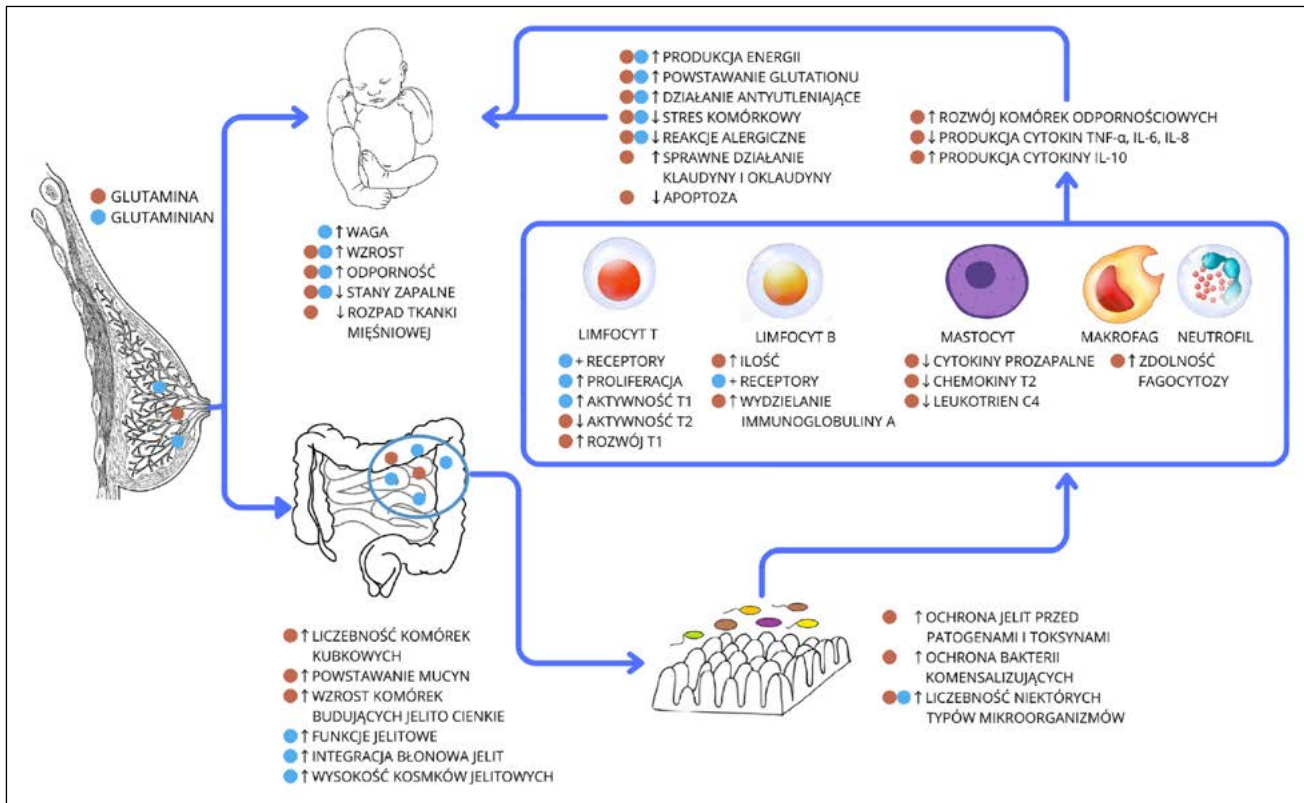 GLUTAMINA
GLUTAMINIAN
↑ WAGA
↑ WZROST
↑ ODPORNOŚĆ
↓ STANY ZAPALNE
↓ ROZPAD TKANKI
MIĘŚNIOWEJ
↑ PRODUKCJA ENERGII
↑ POWSTAWANIE GLUTATIONU
↑ DZIAŁANIE ANTYUTLENIAJĄCE
↓ STRES KOMÓRKOWY
↓ REAKCJE ALERGICZNE
↑ SPRAWNE DZIAŁANIE
KLAUDYNY I OKLAUDYNY
↓ APOPTOZA
↑ ROZWÓJ KOMÓREK ODPORNOŚCIOWYCH
↓ PRODUKCJA CYTOKIN TNF-α, IL-6, IL-8
↑ PRODUKCJA CYTOKINY IL-10
LIMFOCYT T
+ RECEPTORY
↑ PROLIFERACJA
↑ AKTYWNOŚĆ T1
↓ AKTYWNOŚĆ T2
↑ ROZWÓJ T1
LIMFOCYT B
↑ ILOŚĆ
+ RECEPTORY
↑ WYDZIELANIE
IMMUNOGLOBULINY A
MASTOCYT
↓ CYTOKINY PROZAPALNE
↓ CHEMOKINY T2
↓ LEUKOTRIEN C4
MAKROFAG
NEUTROFIL
↑ ZDOLNOŚĆ
FAGOCYTOZY
↑ LICZEBNOŚĆ KOMÓREK
KUBKOWYCH
↑ POWSTAWANIE MUCYN
↑ WZROST KOMÓREK
BUDUJĄCYCH JELITO CIENKIE
↑ FUNKCJE JELITOWE
↑ INTEGRACJA BŁONOWA JELIT
↑ WYSOKOŚĆ KOSMKÓW JELITOWYCH
↑ OCHRONA JELIT PRZED
PATOGENAMI I TOKSYNAMI
↑ OCHRONA BAKTERII
KOMENSALIZUJĄCYCH
↑ LICZEBNOŚĆ NIEKTÓRYCH
TYPÓW MIKROORGANIZMÓW